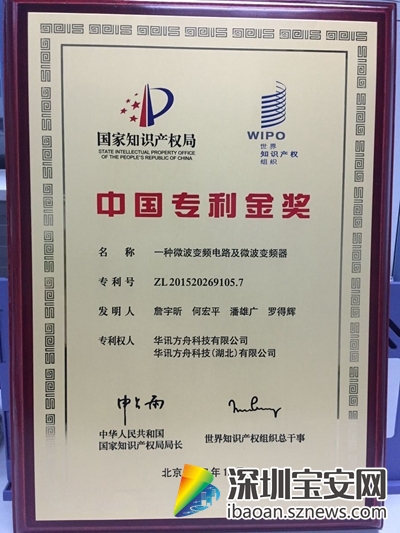 国家知识产权局
STATE INTELLECTUAL PROPERTY OFFICE
OF THE PEOPLE'S REPUBLIC OF CHINA
WIPO
世界
知识产权
组织
中国专利金奖
名 称 一种微波变频电路及微波变频器
专利号 ZL201520269105.7
发明人 詹宇昕 何宏平 潘雄广 罗得辉
专利权人 华讯方舟科技有限公司
华讯方舟科技(湖北)有限公司
申长雨
中华人民共和国
国家知识产权局局长
世界知识产权组织总干事
北京
年
深圳宝安网
ibaoan.sznews.com